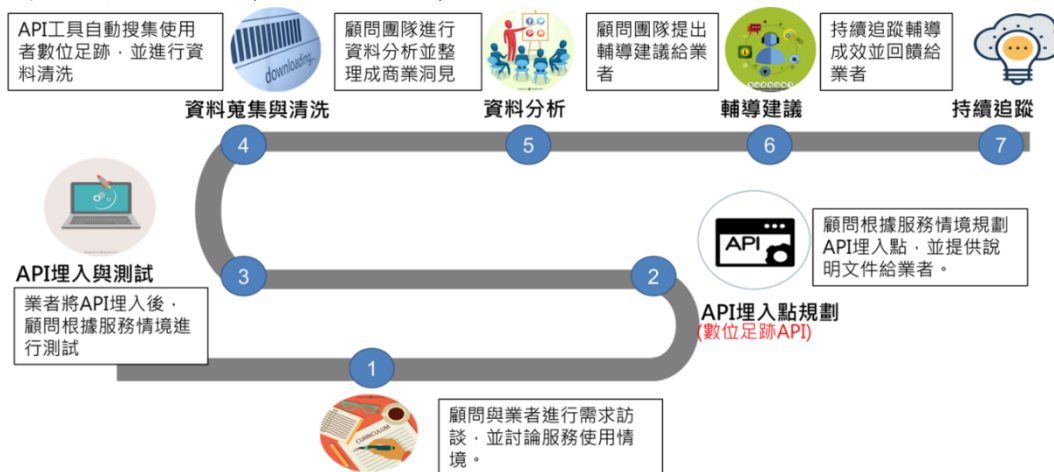 API工具自動搜集使用
者數位足跡，並進行資
料清洗
downloading...
資料蒐集與清洗
顧問團隊進行
資料分析並整
理成商業洞見
資料分析
顧問團隊提出
輔導建議給業
者
輔導建議
持續追蹤輔導
成效並回饋給
業者
持續追蹤
4
5
6
7
API埋入與測試
業者將API埋入後，
顧問根據服務情境進
行測試
3
2
API
顧問根據服務情境規劃
API埋入點，並提供說
明文件給業者。
API埋入點規劃
(數位足跡API)
1
CURRICULUM
顧問與業者進行需求訪
談，並討論服務使用情
境。